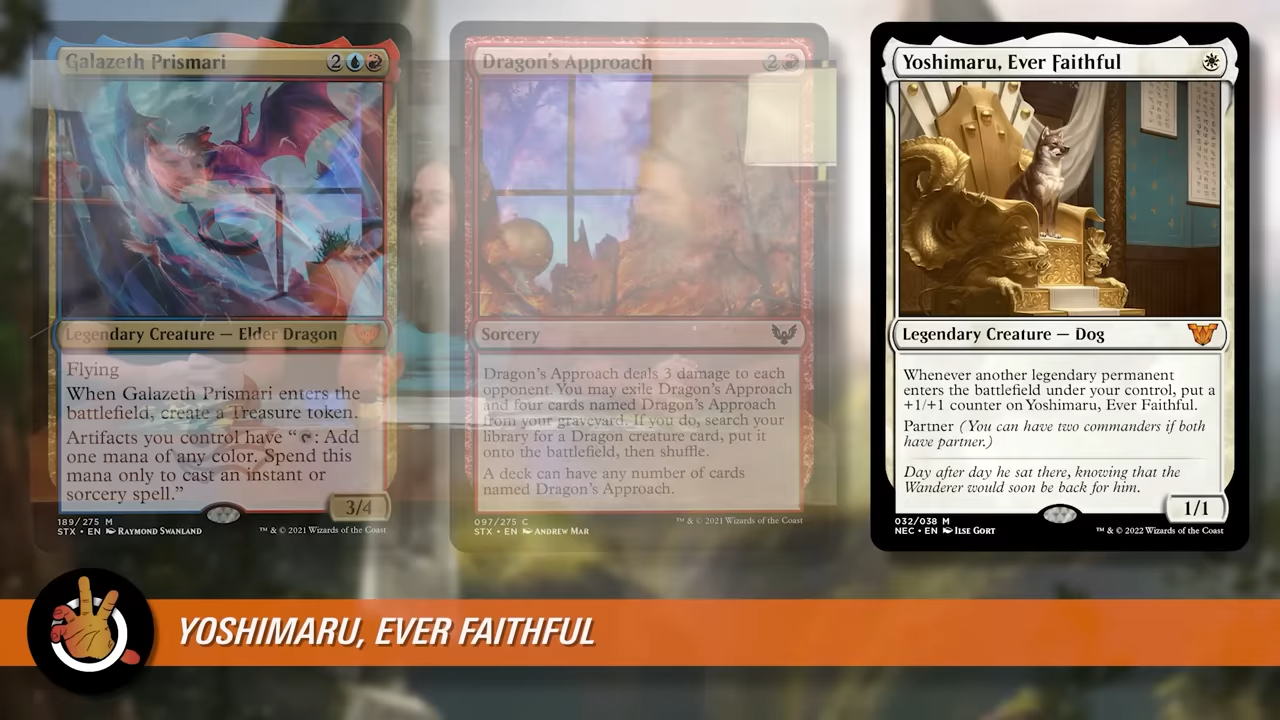 Galazeth Prismari 2
Legendary Creature — Elder Dragon
Flying
When Galazeth Prismari enters the
battlefield, create a Treasure token.
Artifacts you control have “: Add
one mana of any color. Spend this
mana only to cast an instant or
sorcery spell.”
3/4
189/275 M
STX • EN Raymond Swanland
™ & © 2021 Wizards of the Coast
Dragon's Approach 2
Sorcery
Dragon's Approach deals 3 damage to each
opponent. You may exile Dragon's Approach
and four cards named Dragon's Approach
from your graveyard. If you do, search your
library for a Dragon creature card, put it
onto the battlefield, then shuffle.
A deck can have any number of cards
named Dragon's Approach.
097/275 C
STX • EN Andrew Mar
™ & © 2021 Wizards of the Coast
Yoshimaru, Ever Faithful
Legendary Creature — Dog
Whenever another legendary permanent
enters the battlefield under your control, put a
+1/+1 counter on Yoshimaru, Ever Faithful.
Partner (You can have two commanders if both
have partner.)
Day after day he sat there, knowing that the
Wanderer would soon be back for him.
1/1
032/038 M
NEC • EN Ilse Gort
™ & © 2022 Wizards of the Coast
YOSHIMARU, EVER FAITHFUL